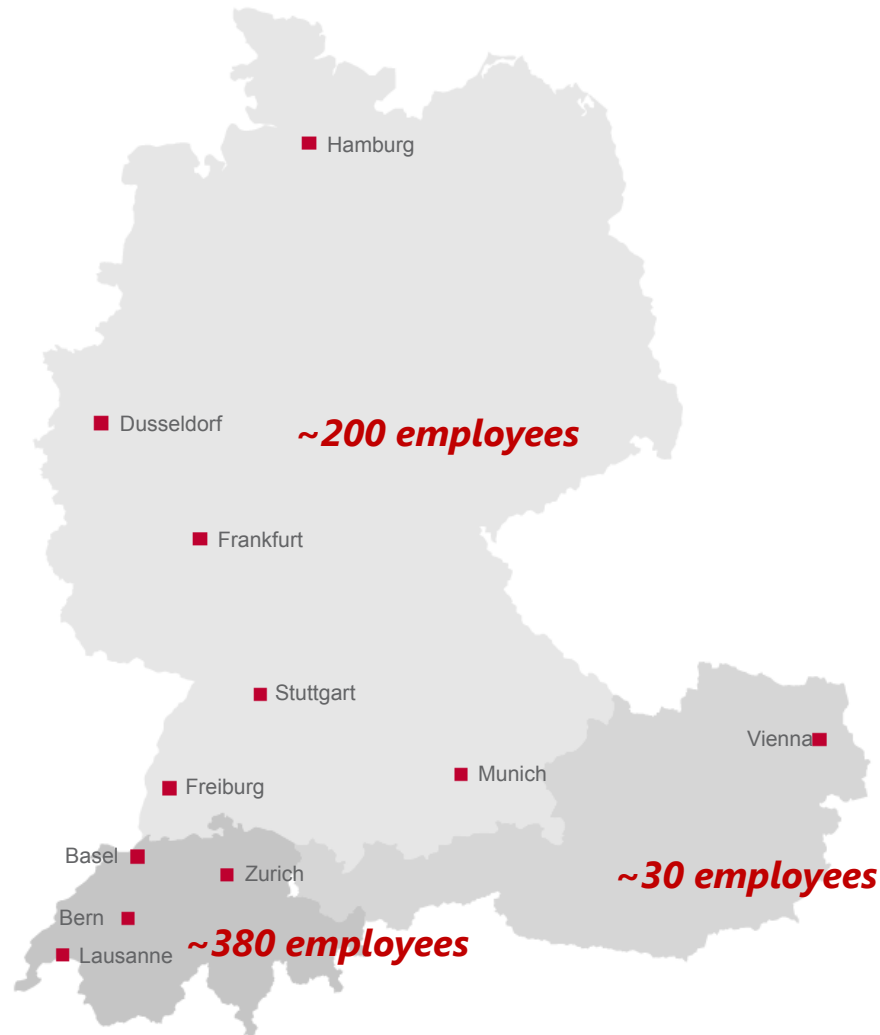 Hamburg
Dusseldorf
~200 employees
Frankfurt
Stuttgart
Vienna
Munich
Freiburg
Basel
Zurich
~30 employees
Bern
~380 employees
Lausanne